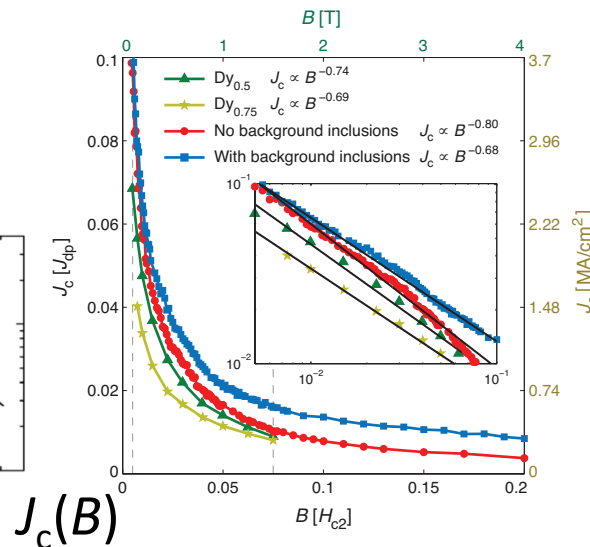 B [T]
0 1 2 3 4
0.1 3.7
Dy0.5 Jc ∝ B−0.74
Dy0.75 Jc ∝ B−0.69
No background inclusions Jc ∝ B−0.80
With background inclusions Jc ∝ B−0.68
0.08 2.96
10−1
0.06 2.22
Jc [Jdp]
0.04 1.48
10−2
10−2 10−1
0.02 0.74
0 0
0 0.05 0.1 0.15 0.2
B [Hc2]
[MA/cm2]
Jc(B)